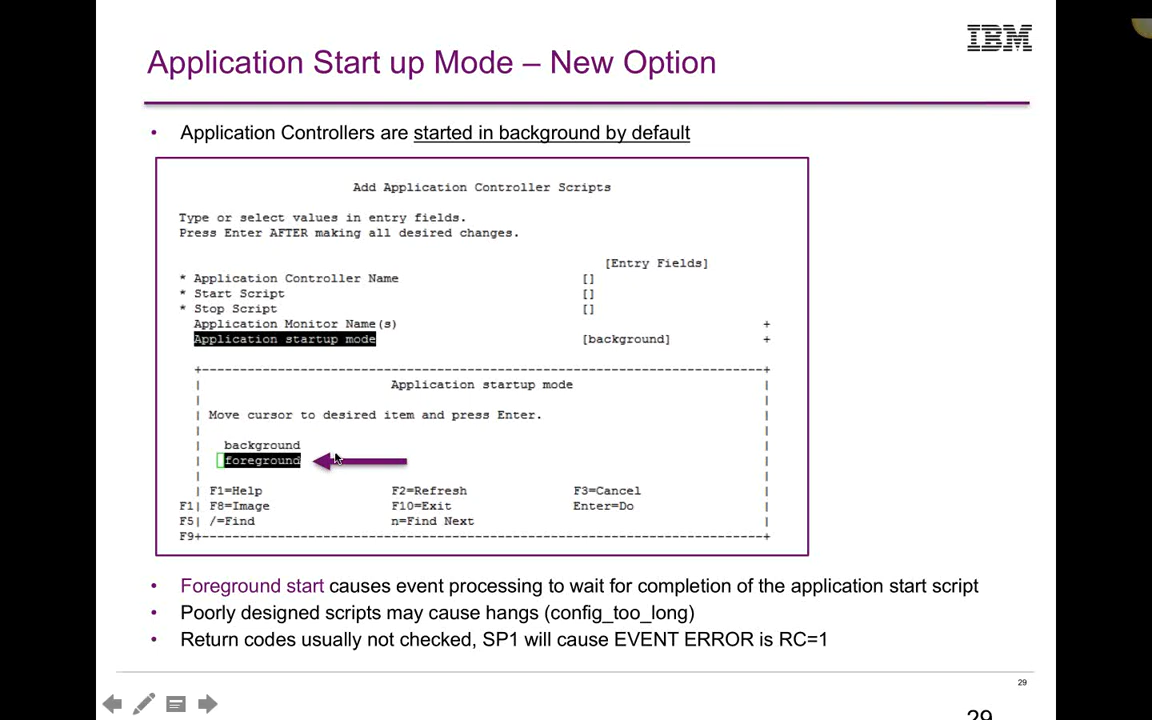 IBM
Application Start up Mode – New Option
• Application Controllers are started in background by default
Add Application Controller Scripts
Type or select values in entry fields.
Press Enter AFTER making all desired changes.
[Entry Fields]
* Application Controller Name []
* Start Script []
* Stop Script []
Application Monitor Name(s) +
Application startup mode [background] +
Application startup mode
Move cursor to desired item and press Enter.
background
foreground
F1=Help F2=Refresh F3=Cancel
F1| F8=Image F10=Exit Enter=Do
F5| /=Find n=Find Next
F9+
• Foreground start causes event processing to wait for completion of the application start script
• Poorly designed scripts may cause hangs (config_too_long)
• Return codes usually not checked, SP1 will cause EVENT ERROR is RC=1
29
29